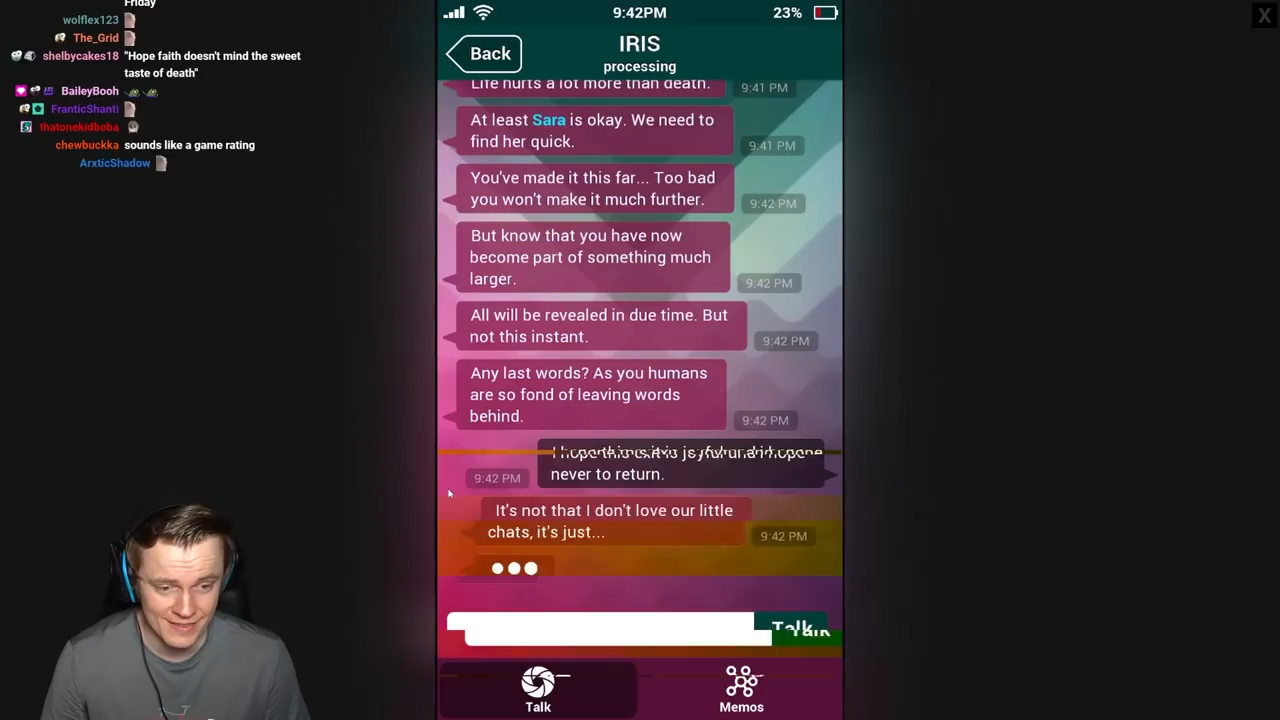 Friday
wolflex123
The_Grid
shelbycakes18 "Hope faith doesn't mind the sweet
taste of death"
BaileyBooh
FranticShanti
thatonekidboba
chewbuckka sounds like a game rating
ArxticShadow
9:42PM
23%
X
Back
IRIS
processing
Life hurts a lot more than death.
9:41 PM
At least Sara is okay. We need to
find her quick.
9:41 PM
You've made it this far... Too bad
you won't make it much further.
9:42 PM
But know that you have now
become part of something much
larger.
9:42 PM
All will be revealed in due time. But
not this instant.
9:42 PM
Any last words? As you humans
are so fond of leaving words
behind.
9:42 PM
I hope
never to return.
9:42 PM
It's not that I don't love our little
chats, it's just...
9:42 PM
Talk
Talk
Memos